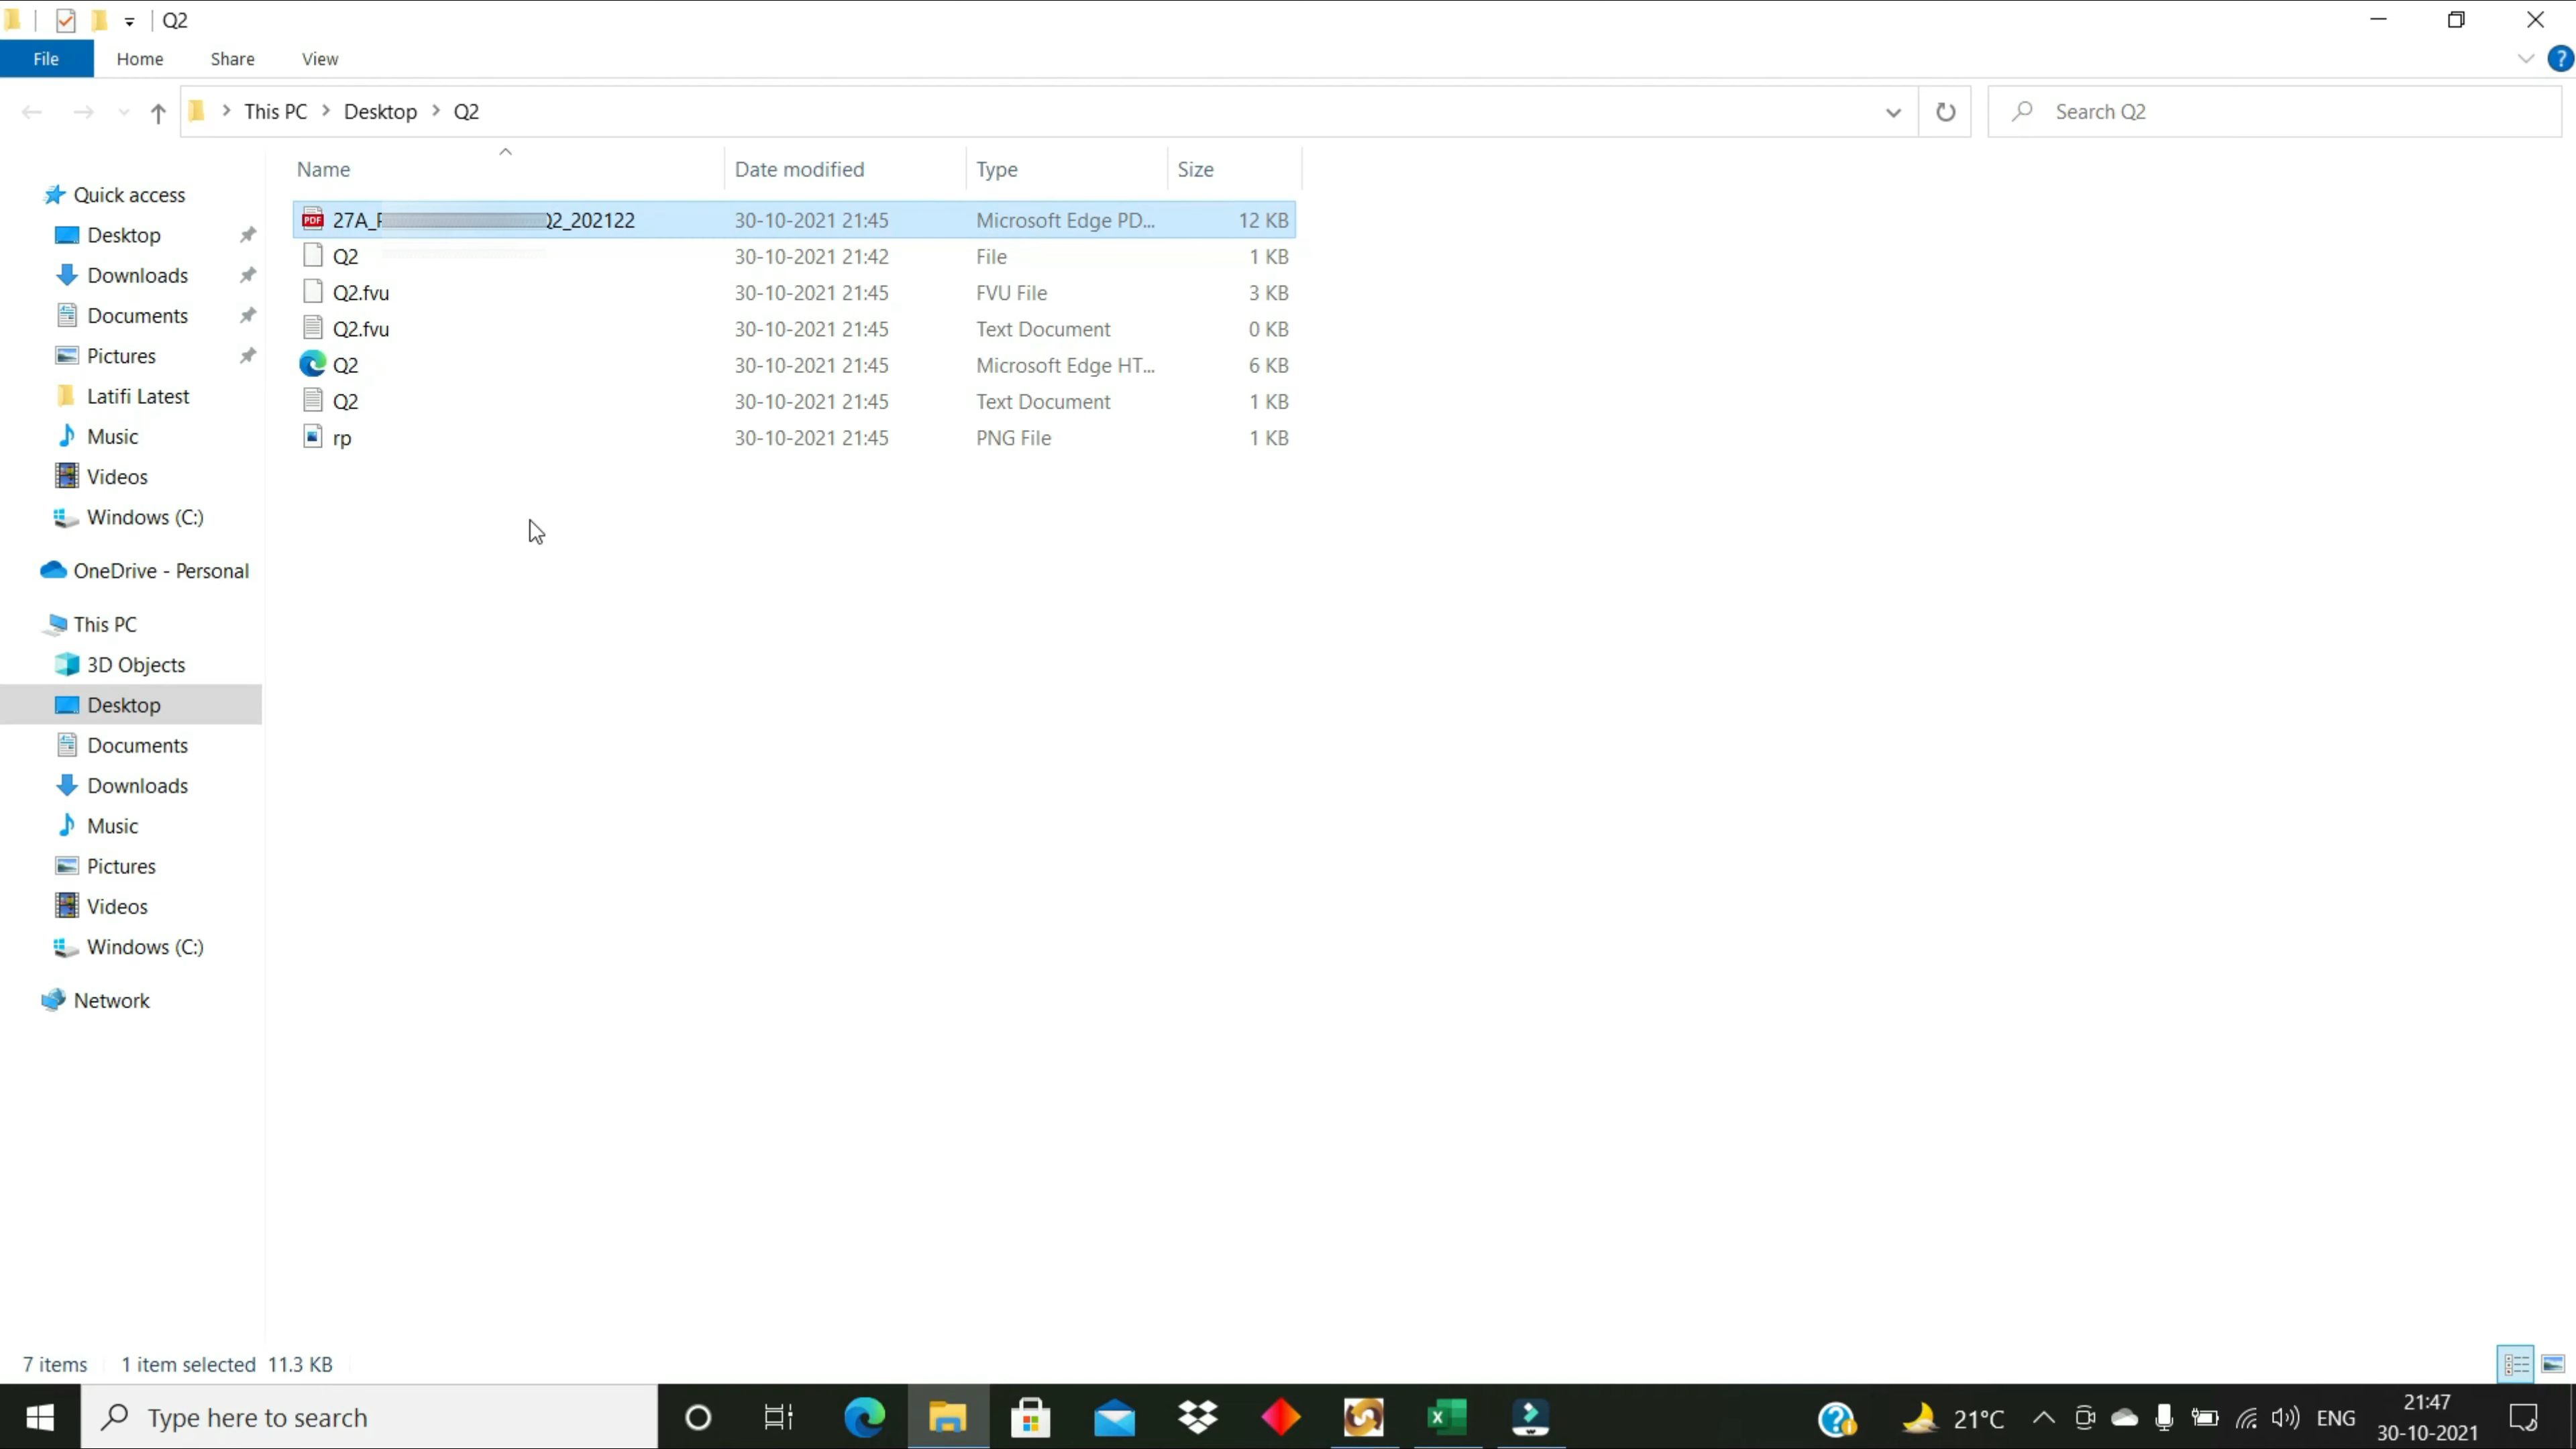 Q2
File Home Share View
This PC Desktop Q2
Search Q2
Name Date modified Type Size
27A_ Q2_202122 30-10-2021 21:45 Microsoft Edge PD... 12 KB
Q2 30-10-2021 21:42 File 1 KB
Q2.fvu 30-10-2021 21:45 FVU File 3 KB
Q2.fvu 30-10-2021 21:45 Text Document 0 KB
Q2 30-10-2021 21:45 Microsoft Edge HT... 6 KB
Q2 30-10-2021 21:45 Text Document 1 KB
rp 30-10-2021 21:45 PNG File 1 KB
Quick access
Desktop
Downloads
Documents
Pictures
Latifi Latest
Music
Videos
Windows (C:)
OneDrive - Personal
This PC
3D Objects
Desktop
Documents
Downloads
Music
Pictures
Videos
Windows (C:)
Network
7 items 1 item selected 11.3 KB
Type here to search
21°C
ENG
21:47
30-10-2021